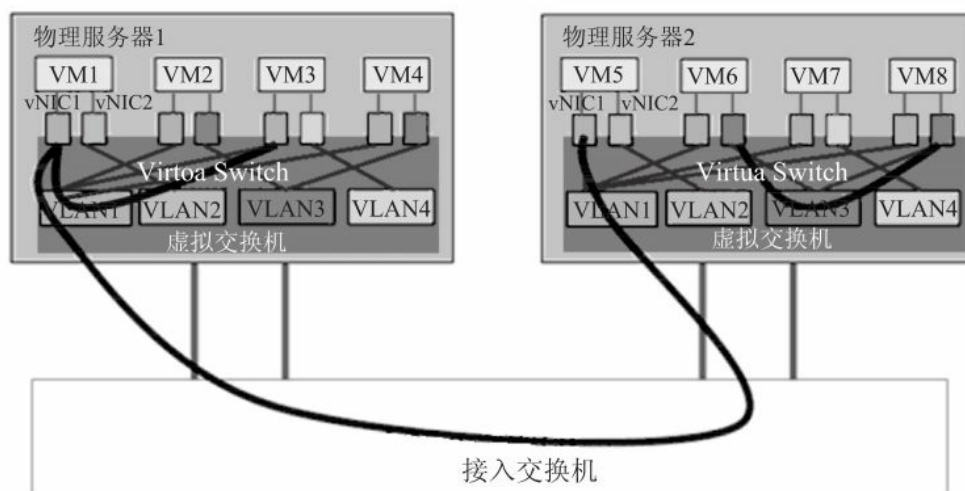 物理服务器1
VM1 VM2 VM3 VM4
vNIC1 vNIC2
Virtoa Switch
VLAN1 VLAN2 VLAN3 VLAN4
虚拟交换机
物理服务器2
VM5 VM6 VM7 VM8
vNIC1 vNIC2
Virtua Switch
VLAN1 VLAN2 VLAN3 VLAN4
虚拟交换机
接入交换机